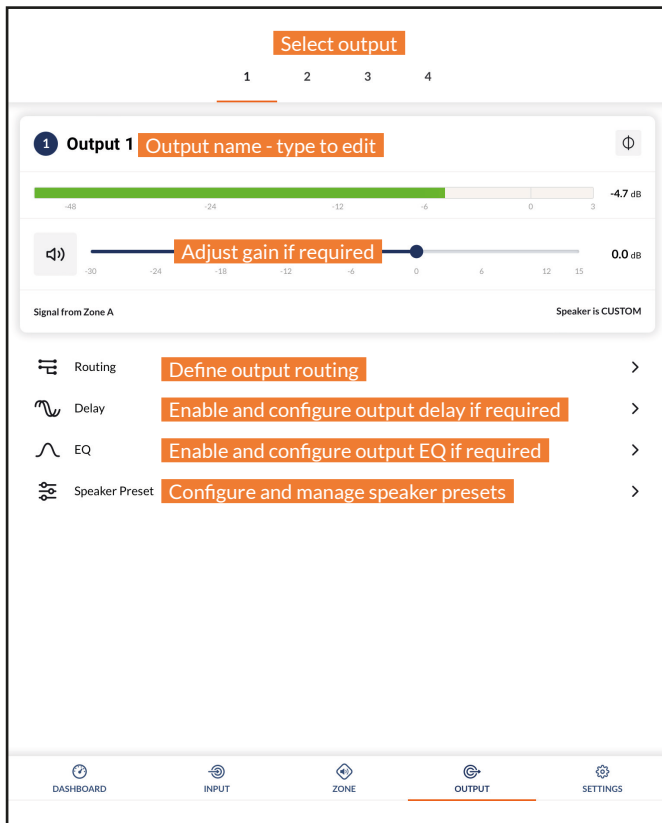 Select output
1 2 3 4
1 Output 1 Output name - type to edit
-4.7 dB
-48 -24 -12 -6 0 3
Adjust gain if required
0.0 dB
-30 -24 -18 -12 -6 0 6 12 15
Signal from Zone A Speaker is CUSTOM
Routing Define output routing
Delay Enable and configure output delay if required
EQ Enable and configure output EQ if required
Speaker Preset Configure and manage speaker presets
DASHBOARD INPUT ZONE OUTPUT SETTINGS